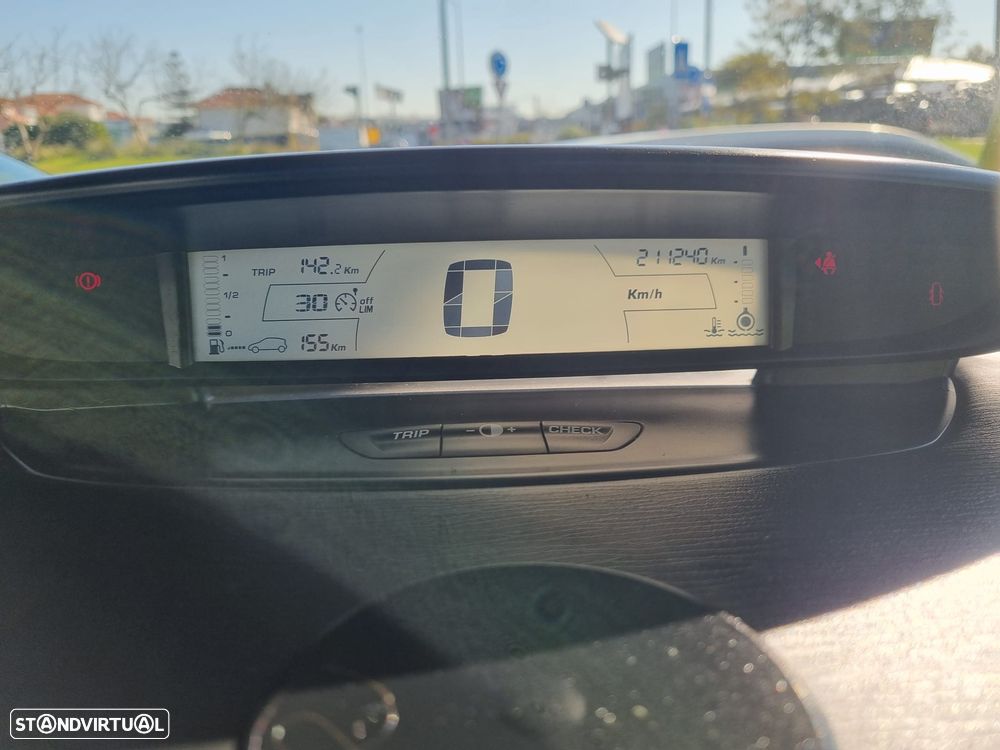 1
1/2
0
TRIP 142.2 Km
30 off
LIM
155 Km
0
211240 Km
Km/h
TRIP - + CHECK
STANDVIRTUAL